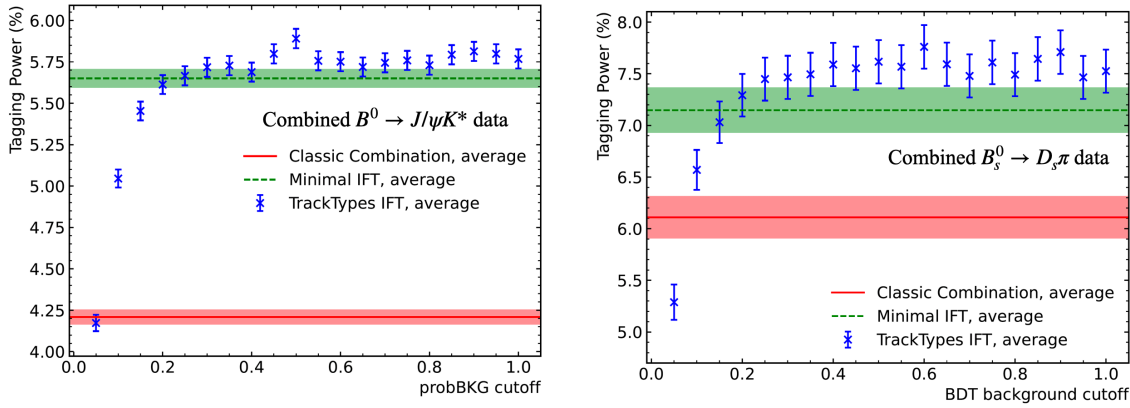 Tagging Power (%)
6.00
5.75
5.50
5.25
5.00
4.75
4.50
4.25
4.00
Combined B⁰ → J/ψK* data
Classic Combination, average
Minimal IFT, average
TrackTypes IFT, average
0.0 0.2 0.4 0.6 0.8 1.0
probBKG cutoff
Tagging Power (%)
8.0
7.5
7.0
6.5
6.0
5.5
5.0
Combined B⁰ₛ → Dₛπ data
Classic Combination, average
Minimal IFT, average
TrackTypes IFT, average
0.0 0.2 0.4 0.6 0.8 1.0
BDT background cutoff